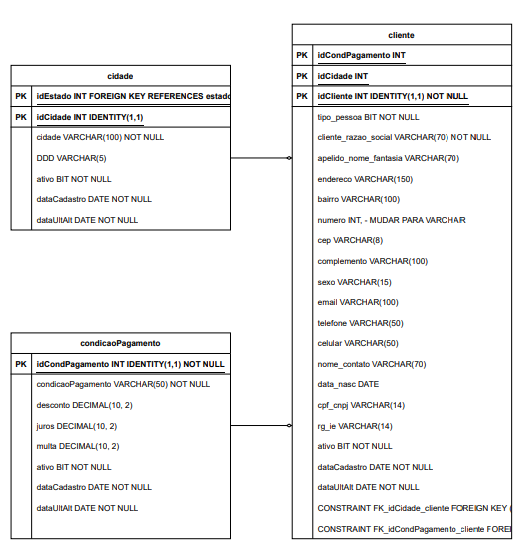 cidade
PK idEstado INT FOREIGN KEY REFERENCES estado
PK idCidade INT IDENTITY(1,1)
cidade VARCHAR(100) NOT NULL
DDD VARCHAR(5)
ativo BIT NOT NULL
dataCadastro DATE NOT NULL
dataUltAlt DATE NOT NULL
condicaoPagamento
PK idCondPagamento INT IDENTITY(1,1) NOT NULL
condicaoPagamento VARCHAR(50) NOT NULL
desconto DECIMAL(10, 2)
juros DECIMAL(10, 2)
multa DECIMAL(10, 2)
ativo BIT NOT NULL
dataCadastro DATE NOT NULL
dataUltAlt DATE NOT NULL
cliente
PK idCondPagamento INT
PK idCidade INT
PK idCliente INT IDENTITY(1,1) NOT NULL
tipo_pessoa BIT NOT NULL
cliente_razao_social VARCHAR(70) NOT NULL
apelido_nome_fantasia VARCHAR(70)
endereco VARCHAR(150)
bairro VARCHAR(100)
numero INT, - MUDAR PARA VARCHAR
cep VARCHAR(8)
complemento VARCHAR(100)
sexo VARCHAR(15)
email VARCHAR(100)
telefone VARCHAR(50)
celular VARCHAR(50)
nome_contato VARCHAR(70)
data_nasc DATE
cpf_cnpj VARCHAR(14)
rg_ie VARCHAR(14)
ativo BIT NOT NULL
dataCadastro DATE NOT NULL
dataUltAlt DATE NOT NULL
CONSTRAINT FK_idCidade_cliente FOREIGN KEY (
CONSTRAINT FK_idCondPagamento_cliente FOREI